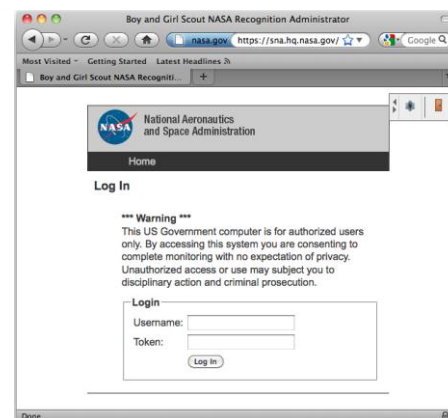 Boy and Girl Scout NASA Recognition Administrator
nasa.gov https://sna.hq.nasa.gov/ Google
Most Visited Getting Started Latest Headlines
Boy and Girl Scout NASA Recogniti... +
NASA National Aeronautics
and Space Administration
Home
Log In
*** Warning ***
This US Government computer is for authorized users
only. By accessing this system you are consenting to
complete monitoring with no expectation of privacy.
Unauthorized access or use may subject you to
disciplinary action and criminal prosecution.
Login
Username:
Token:
Log In
Done